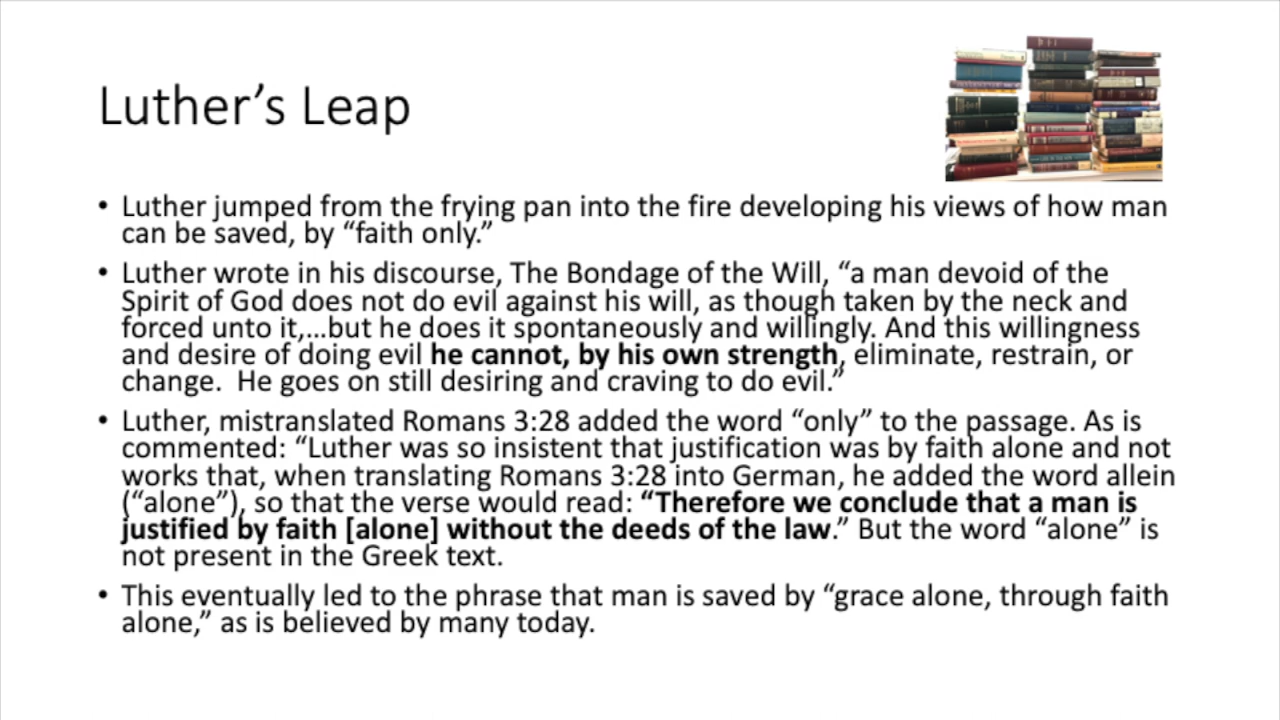 Luther’s Leap
• Luther jumped from the frying pan into the fire developing his views of how man
can be saved, by “faith only.”
• Luther wrote in his discourse, The Bondage of the Will, “a man devoid of the
Spirit of God does not do evil against his will, as though taken by the neck and
forced unto it,...but he does it spontaneously and willingly. And this willingness
and desire of doing evil he cannot, by his own strength, eliminate, restrain, or
change.  He goes on still desiring and craving to do evil.”
• Luther, mistranslated Romans 3:28 added the word “only” to the passage. As is
commented: “Luther was so insistent that justification was by faith alone and not
works that, when translating Romans 3:28 into German, he added the word allein
(“alone”), so that the verse would read: “Therefore we conclude that a man is
justified by faith [alone] without the deeds of the law.” But the word “alone” is
not present in the Greek text.
• This eventually led to the phrase that man is saved by “grace alone, through faith
alone,” as is believed by many today.